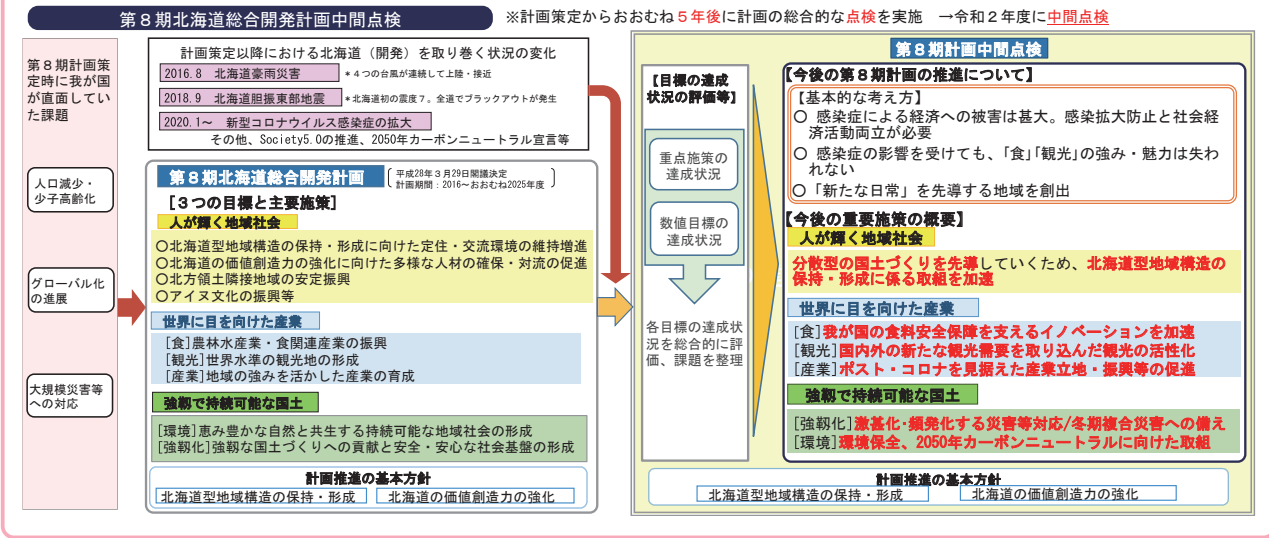 第８期北海道総合開発計画中間点検
※計画策定からおおむね５年後に計画の総合的な点検を実施　→令和２年度に中間点検
第８期計画策
定時に我が国
が直面してい
た課題
人口減少・
少子高齢化
グローバル化
の進展
大規模災害等
への対応
計画策定以降における北海道（開発）を取り巻く状況の変化
2016.8　北海道豪雨災害
＊４つの台風が連続して上陸・接近
2018.9　北海道胆振東部地震
＊北海道初の震度７。全道でブラックアウトが発生
2020.1～　新型コロナウイルス感染症の拡大
その他、Society5.0の推進、2050年カーボンニュートラル宣言等
第８期北海道総合開発計画
平成28年３月29日閣議決定
計画期間：2016～おおむね2025年度
［３つの目標と主要施策］
人が輝く地域社会
○北海道型地域構造の保持・形成に向けた定住・交流環境の維持増進
○北海道の価値創造力の強化に向けた多様な人材の確保・対流の促進
○北方領土隣接地域の安定振興
○アイヌ文化の振興等
世界に目を向けた産業
［食］農林水産業・食関連産業の振興
［観光］世界水準の観光地の形成
［産業］地域の強みを活かした産業の育成
強靱で持続可能な国土
［環境］恵み豊かな自然と共生する持続可能な地域社会の形成
［強靱化］強靱な国土づくりへの貢献と安全・安心な社会基盤の形成
計画推進の基本方針
北海道型地域構造の保持・形成
北海道の価値創造力の強化
第８期計画中間点検
【目標の達成
状況の評価等】
重点施策の
達成状況
数値目標の
達成状況
各目標の達成状
況を総合的に評
価、課題を整理
【今後の第８期計画の推進について】
【基本的な考え方】
○　感染症による経済への被害は甚大。感染拡大防止と社会経
済活動両立が必要
○　感染症の影響を受けても、「食」「観光」の強み・魅力は失わ
れない
○「新たな日常」を先導する地域を創出
【今後の重要施策の概要】
人が輝く地域社会
分散型の国土づくりを先導していくため、北海道型地域構造の
保持・形成に係る取組を加速
世界に目を向けた産業
［食］我が国の食料安全保障を支えるイノベーションを加速
［観光］国内外の新たな観光需要を取り込んだ観光の活性化
［産業］ポスト・コロナを見据えた産業立地・振興等の促進
強靱で持続可能な国土
［強靱化］激甚化・頻発化する災害等対応/冬期複合災害への備え
［環境］環境保全、2050年カーボンニュートラルに向けた取組
計画推進の基本方針
北海道型地域構造の保持・形成
北海道の価値創造力の強化